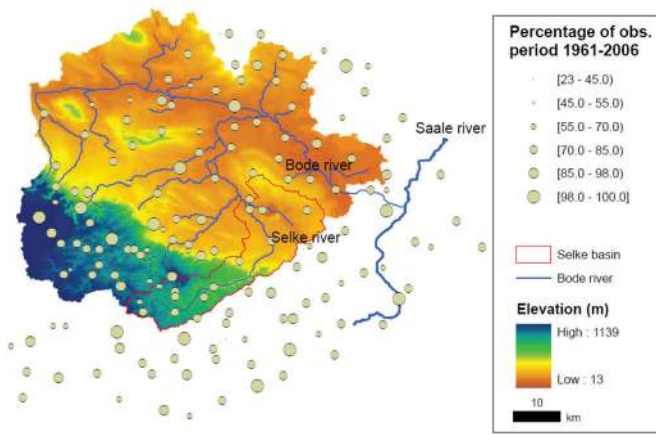 Saale river
Bode river
Selke river
Percentage of obs.
period 1961-2006
[23 - 45.0)
[45.0 - 55.0)
[55.0 - 70.0)
[70.0 - 85.0)
[85.0 - 98.0)
[98.0 - 100.0]
Selke basin
Bode river
Elevation (m)
High : 1139
Low : 13
10
km